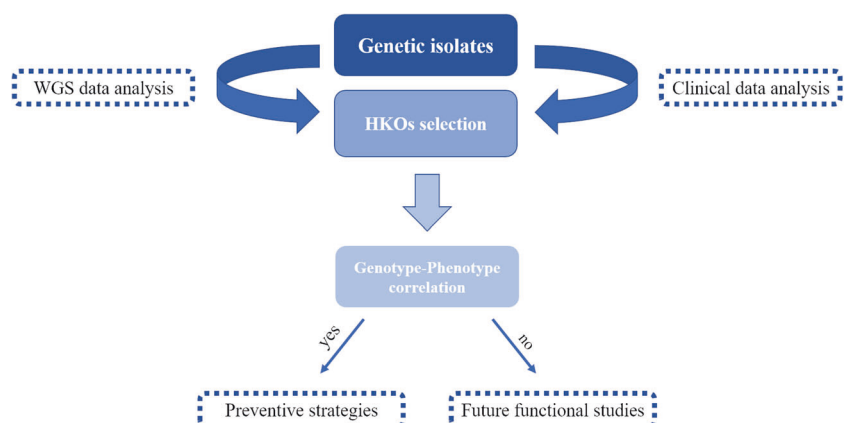 Genetic isolates
WGS data analysis
Clinical data analysis
HKOs selection
Genotype-Phenotype
correlation
yes
no
Preventive strategies
Future functional studies